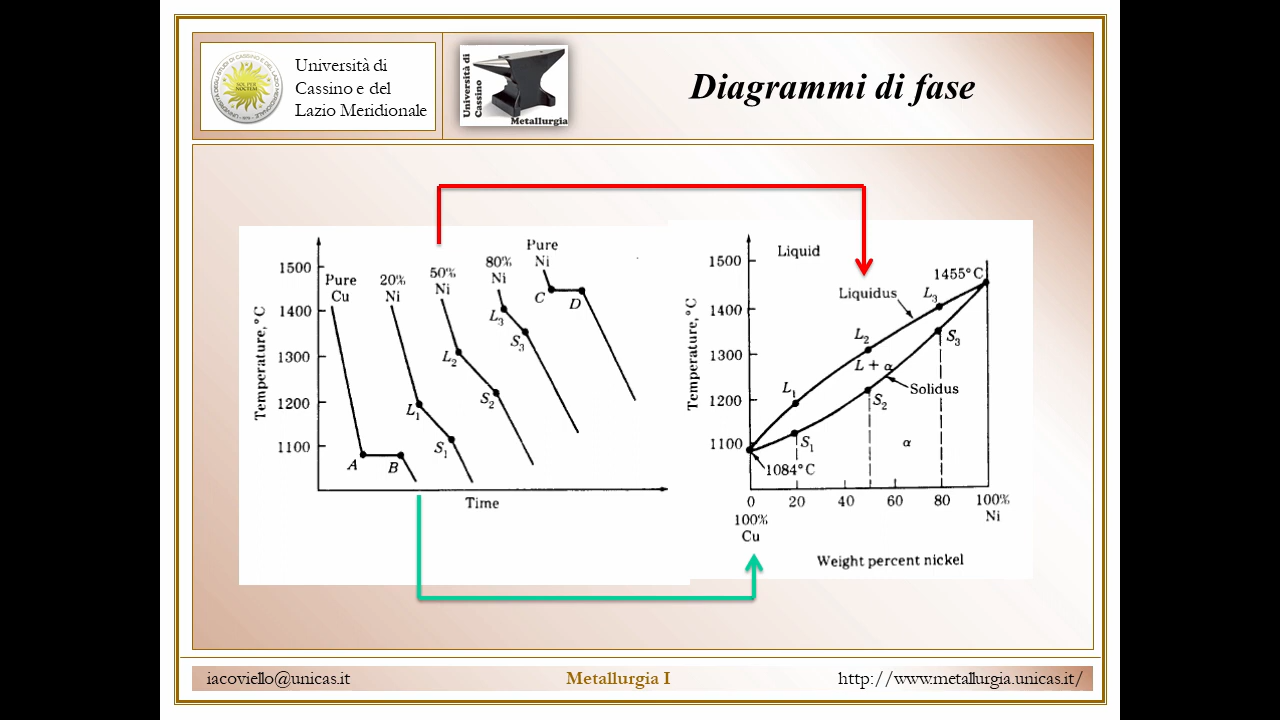 Università di
Cassino e del
Lazio Meridionale
Università di
Cassino
Metallurgia
Diagrammi di fase
Temperature, °C
1500
1400
1300
1200
1100
Pure
Cu
20%
Ni
50%
Ni
80%
Ni
Pure
Ni
A
B
L1
S1
L2
S2
L3
S3
C
D
Time
Temperature, °C
1500
1400
1300
1200
1100
Liquid
1455°C
Liquidus
L3
S3
L2
L + α
Solidus
S2
L1
S1
α
1084°C
0 20 40 60 80 100%
100%
Cu
Ni
Weight percent nickel
iacoviello@unicas.it
Metallurgia I
http://www.metallurgia.unicas.it/